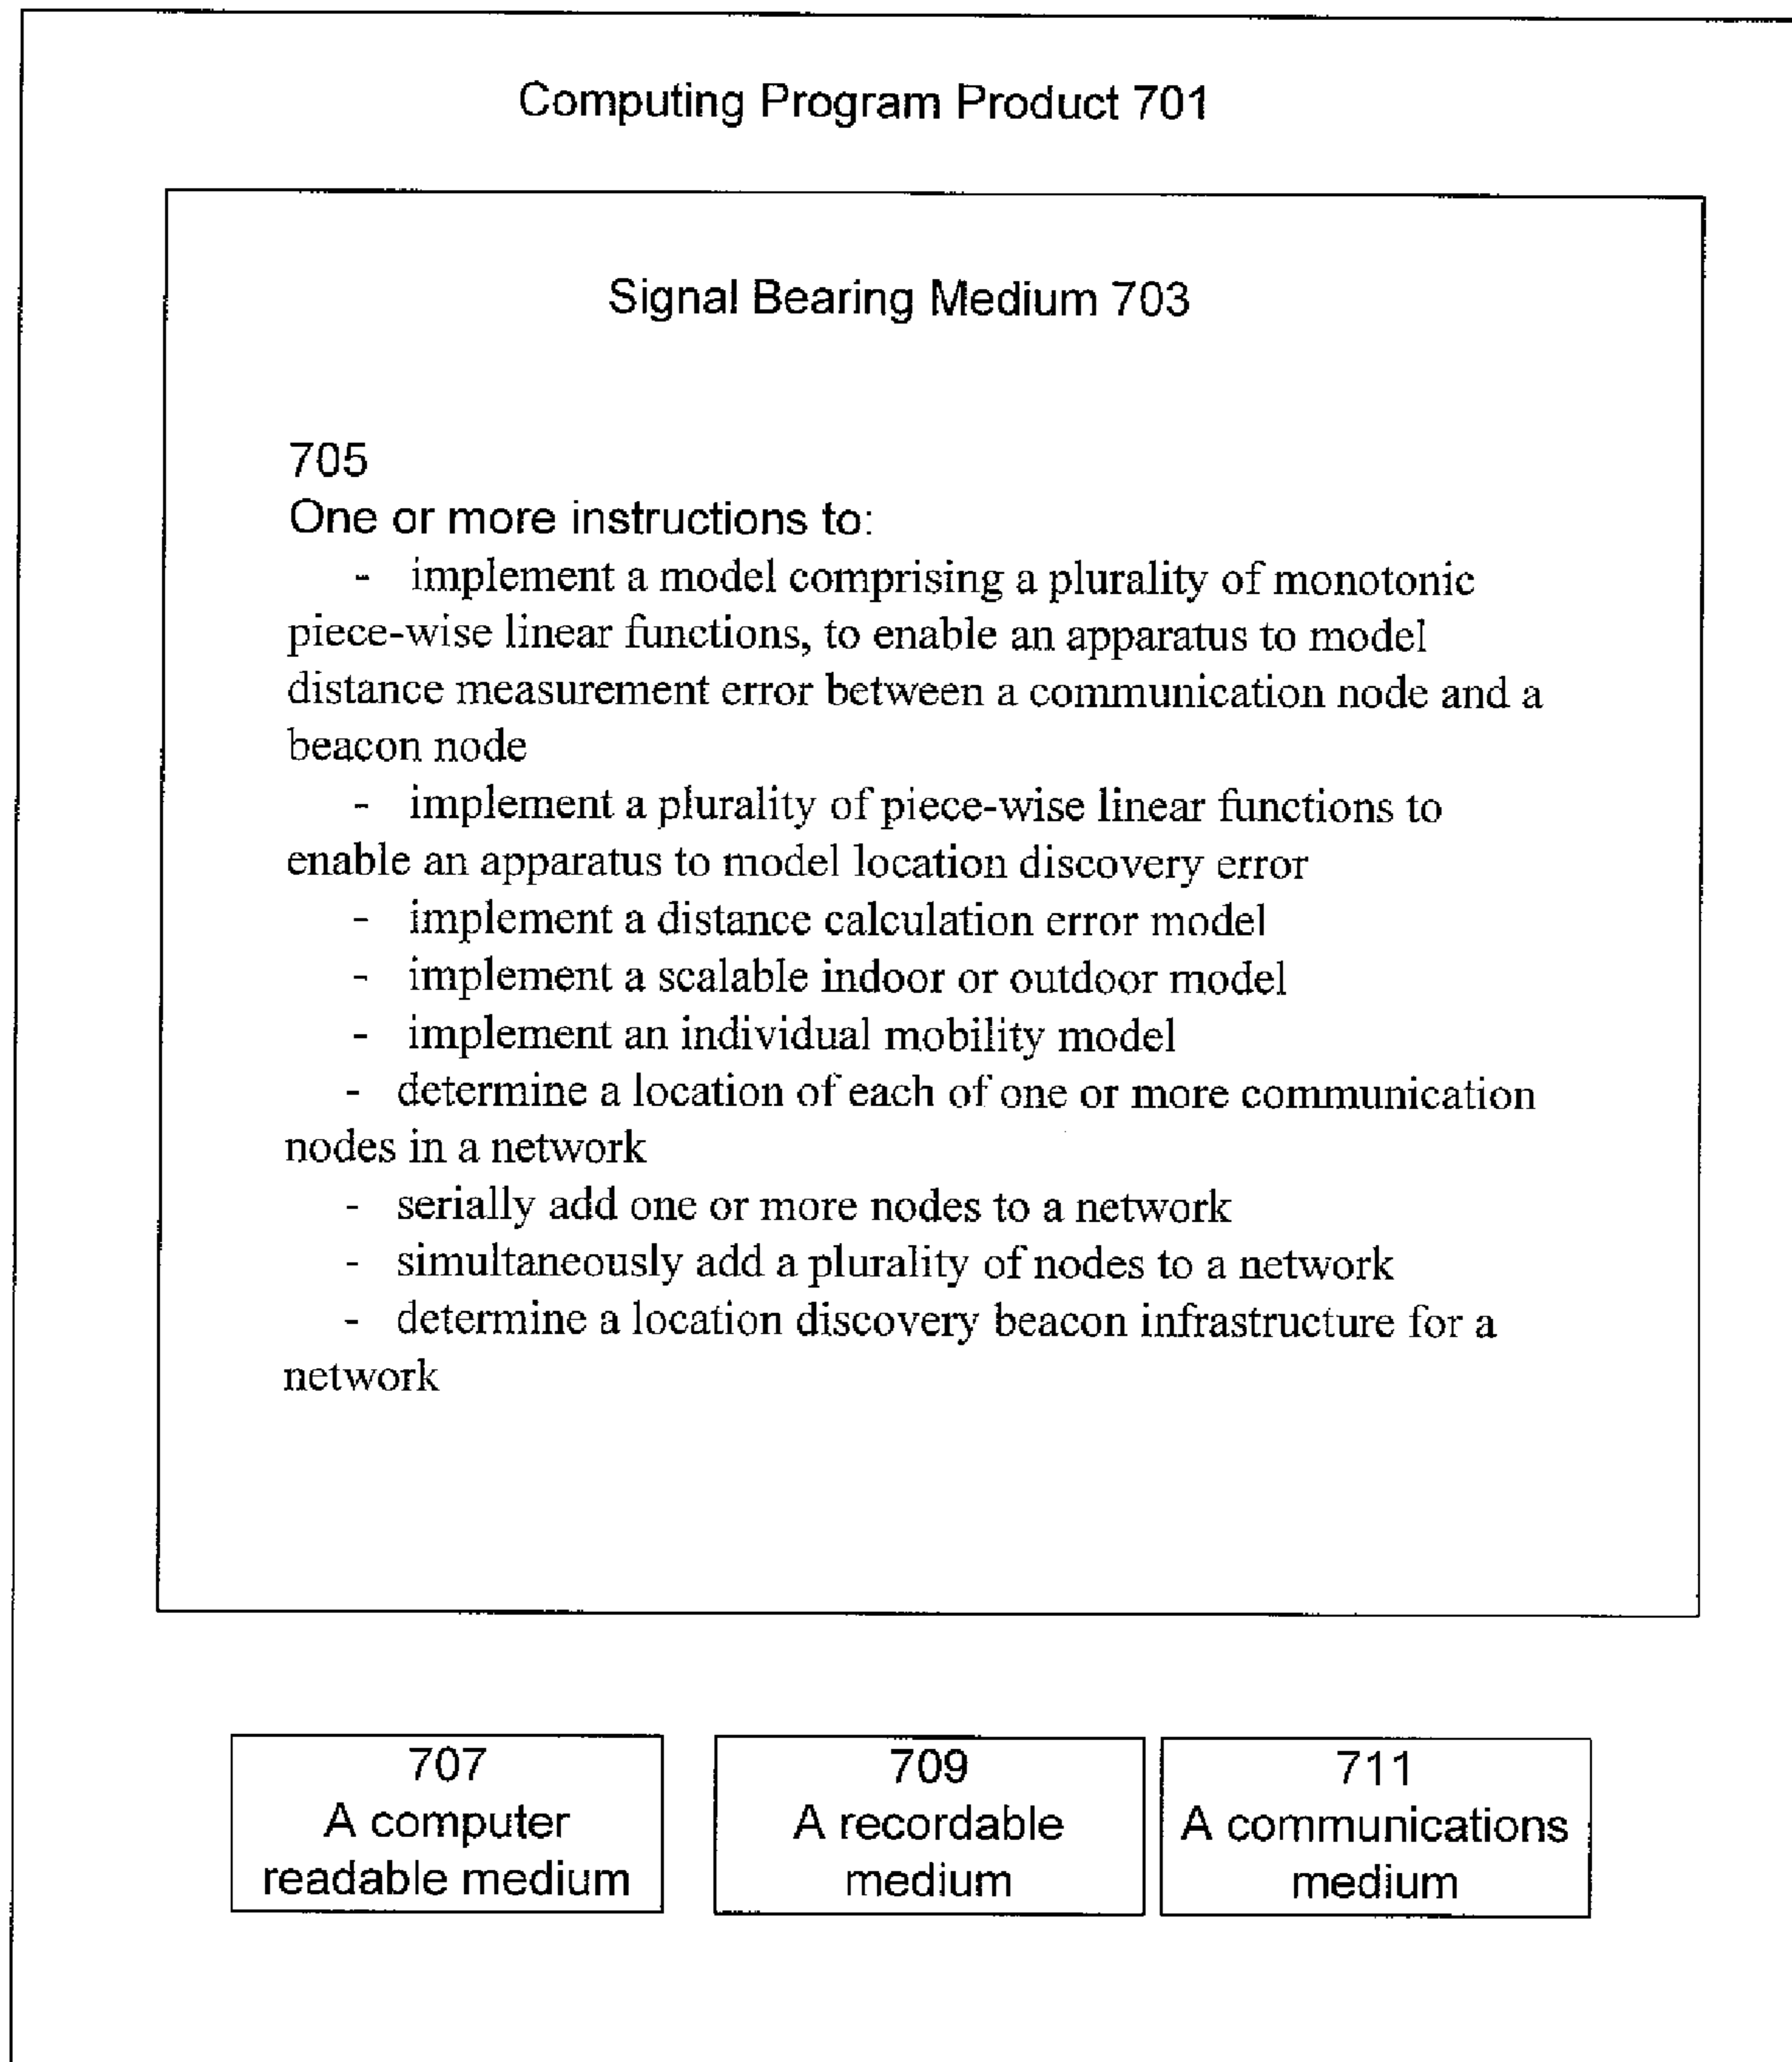 Computing Program Product 701
Signal Bearing Medium 703
705
One or more instructions to:
- implement a model comprising a plurality of monotonic
piece-wise linear functions, to enable an apparatus to model
distance measurement error between a communication node and a
beacon node
- implement a plurality of piece-wise linear functions to
enable an apparatus to model location discovery error
- implement a distance calculation error model
- implement a scalable indoor or outdoor model
- implement an individual mobility model
- determine a location of each of one or more communication
nodes in a network
- serially add one or more nodes to a network
- simultaneously add a plurality of nodes to a network
- determine a location discovery beacon infrastructure for a
network
707
A computer
readable medium
709
A recordable
medium
711
A communications
medium